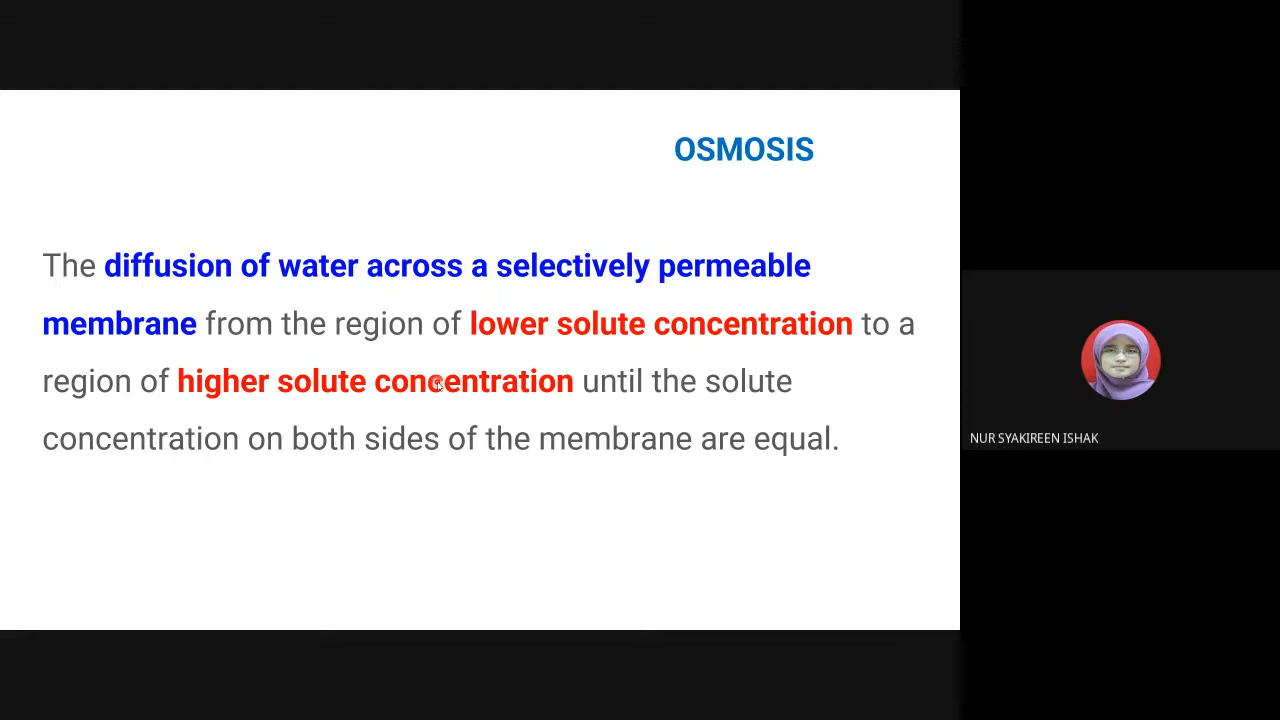 OSMOSIS
The diffusion of water across a selectively permeable
membrane from the region of lower solute concentration to a
region of higher solute concentration until the solute
concentration on both sides of the membrane are equal.
NUR SYAKIREEN ISHAK